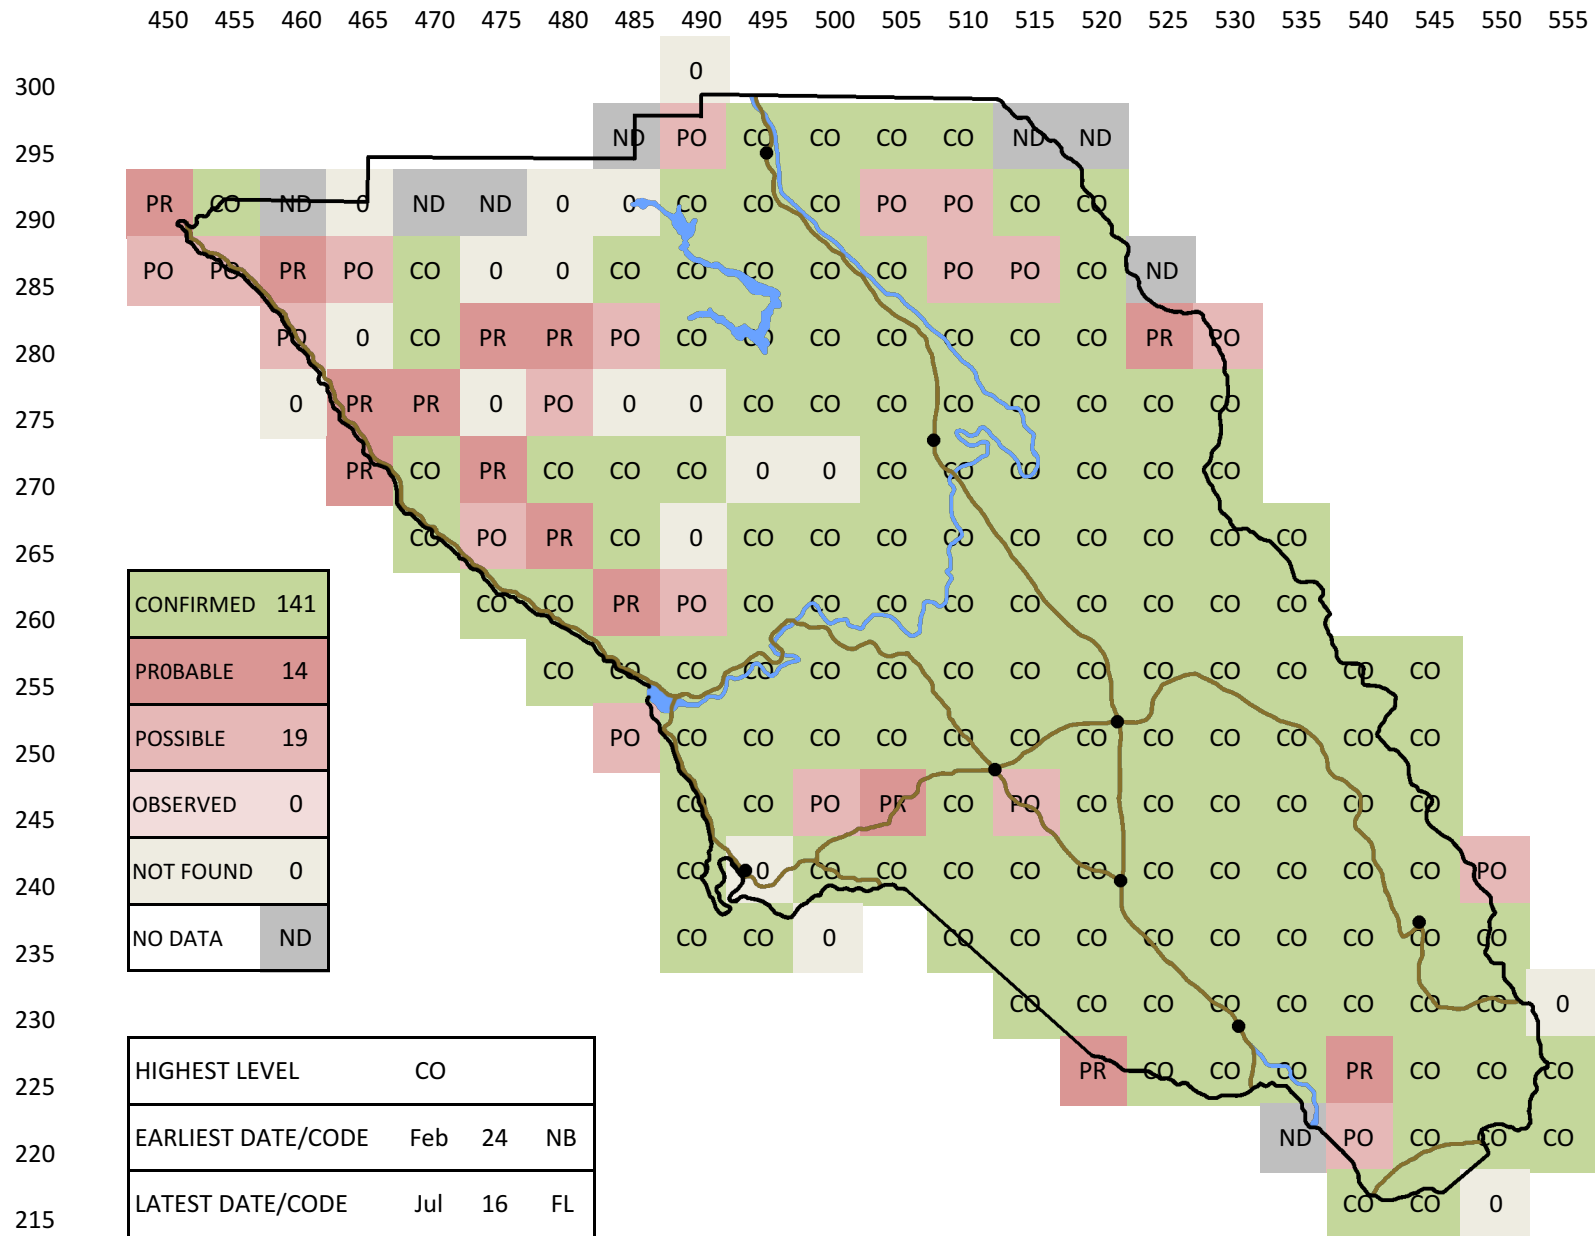 450 455 460 465 470 475 480 485 490 495 500 505 510 515 520 525 530 535 540 545 550 555
0
300
ND PO CO CO CO CO ND ND
295
PR CO ND 0 ND ND 0 0 CO CO CO PO PO CO CO
290
PO PO PR PO CO 0 0 CO CO CO CO CO PO PO CO ND
285
PO 0 CO PR PR PO CO CO CO CO CO CO CO PR PO
280
0 PR PR 0 PO 0 0 CO CO CO CO CO CO CO CO
275
PR CO PR CO CO CO 0 0 CO CO CO CO CO CO
270
CO PO PR CO 0 CO CO CO CO CO CO CO CO CO
265
CO CO PR PO CO CO CO CO CO CO CO CO CO
CONFIRMED 141
260
CO CO CO CO CO CO CO CO CO CO CO CO CO CO
PR0BABLE 14
255
PO CO CO CO CO CO CO CO CO CO CO CO CO
POSSIBLE 19
250
CO CO PO PR CO PO CO CO CO CO CO CO
OBSERVED 0
245
CO 0 CO CO CO CO CO CO CO CO CO CO PO
NOT FOUND 0
240
CO CO 0 CO CO CO CO CO CO CO CO CO
NO DATA ND
235
CO CO CO CO CO CO CO CO 0
230
PR CO CO CO PR CO CO CO
HIGHEST LEVEL CO
225
ND PO CO CO CO
EARLIEST DATE/CODE Feb 24 NB
220
CO CO 0
LATEST DATE/CODE Jul 16 FL
215